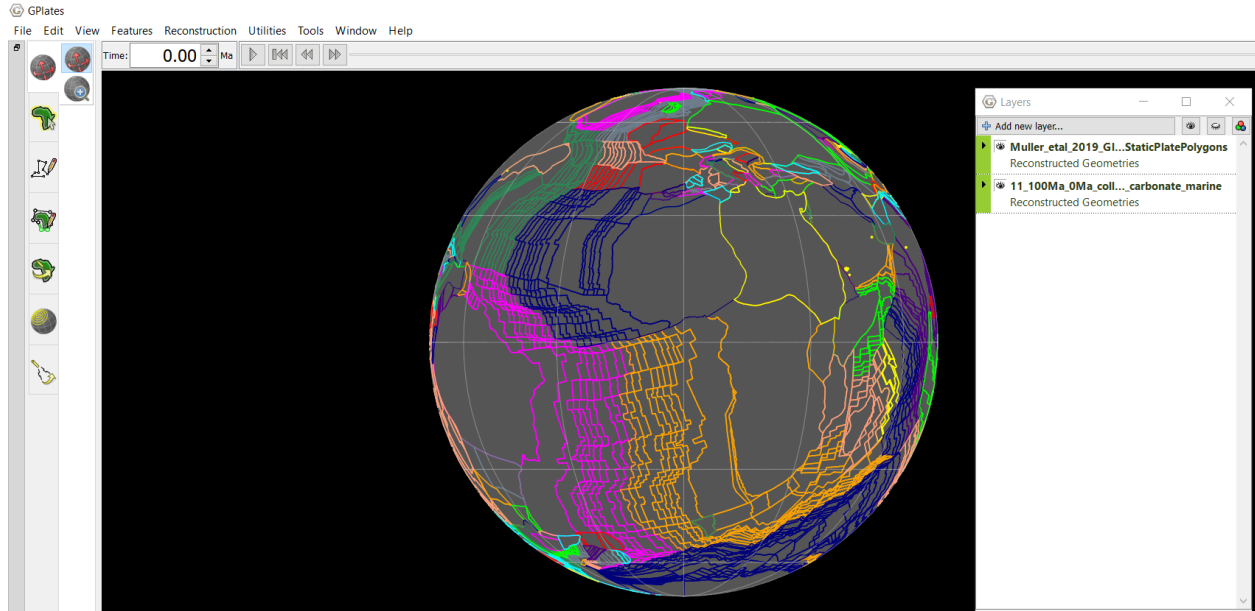 GPlates
File Edit View Features Reconstruction Utilities Tools Window Help
Time: 0.00 Ma
Layers
Add new layer...
Muller_etal_2019_Gl...StaticPlatePolygons
Reconstructed Geometries
11_100Ma_0Ma_coll..._carbonate_marine
Reconstructed Geometries